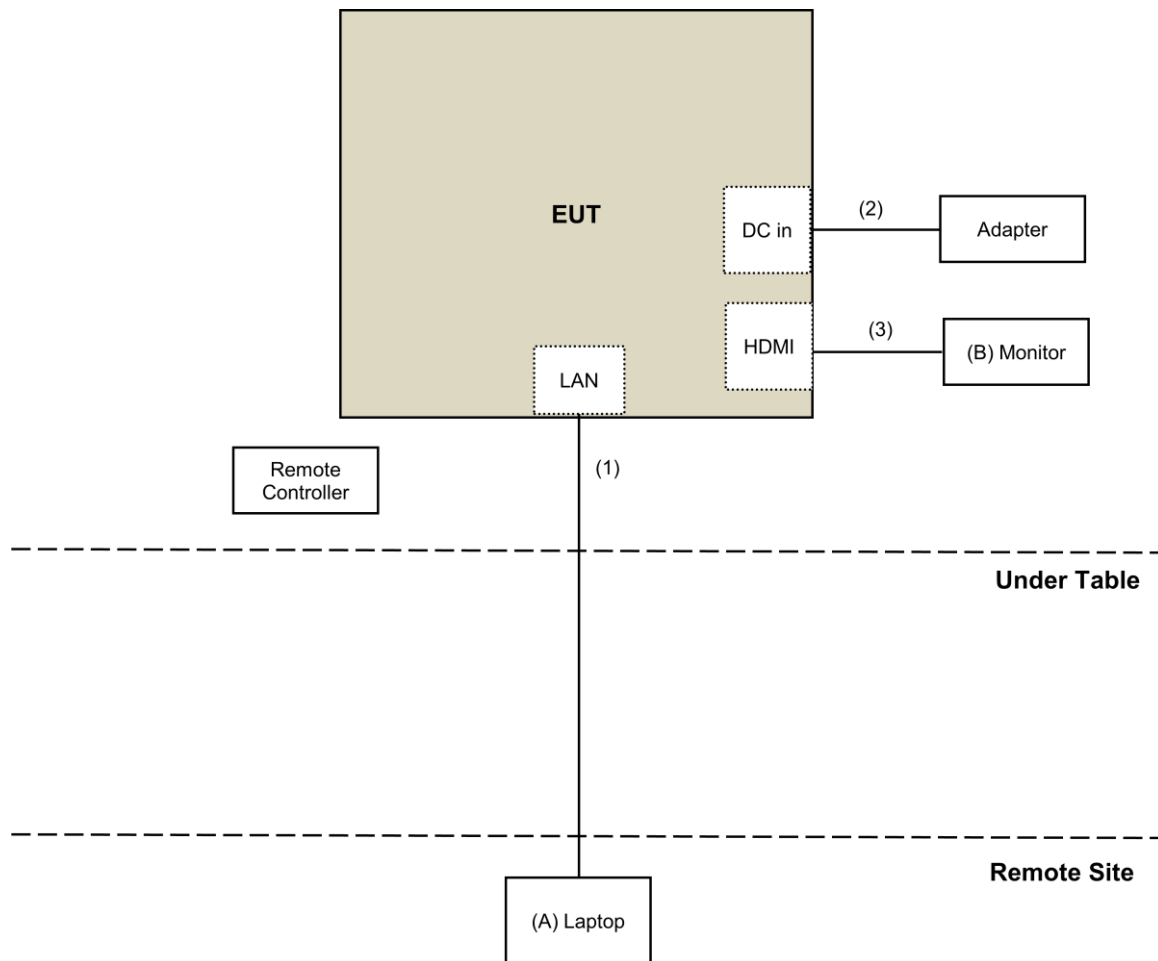 EUT
DC in
(2)
Adapter
HDMI
(3)
(B) Monitor
LAN
(1)
Remote
Controller
Under Table
Remote Site
(A) Laptop